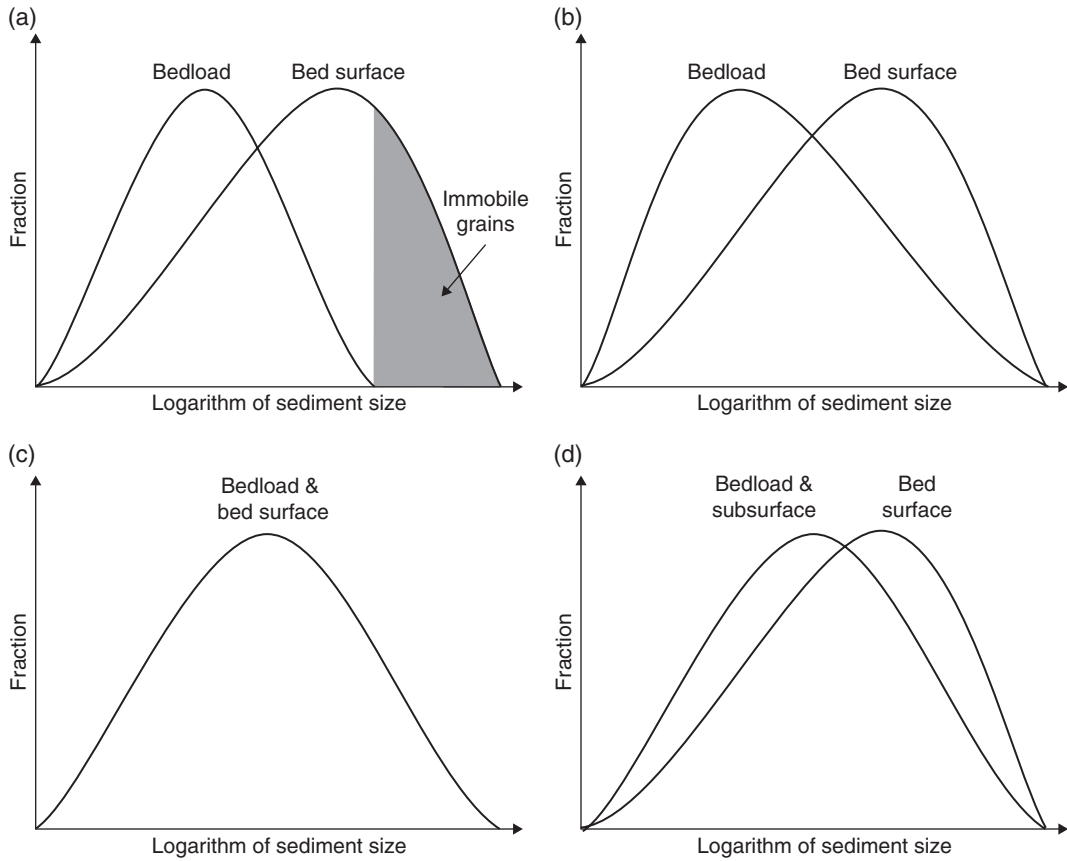 (a)
Bedload
Bed surface
Immobile
grains
Fraction
Logarithm of sediment size
(b)
Bedload
Bed surface
Fraction
Logarithm of sediment size
(c)
Bedload &
bed surface
Fraction
Logarithm of sediment size
(d)
Bedload &
subsurface
Bed
surface
Fraction
Logarithm of sediment size